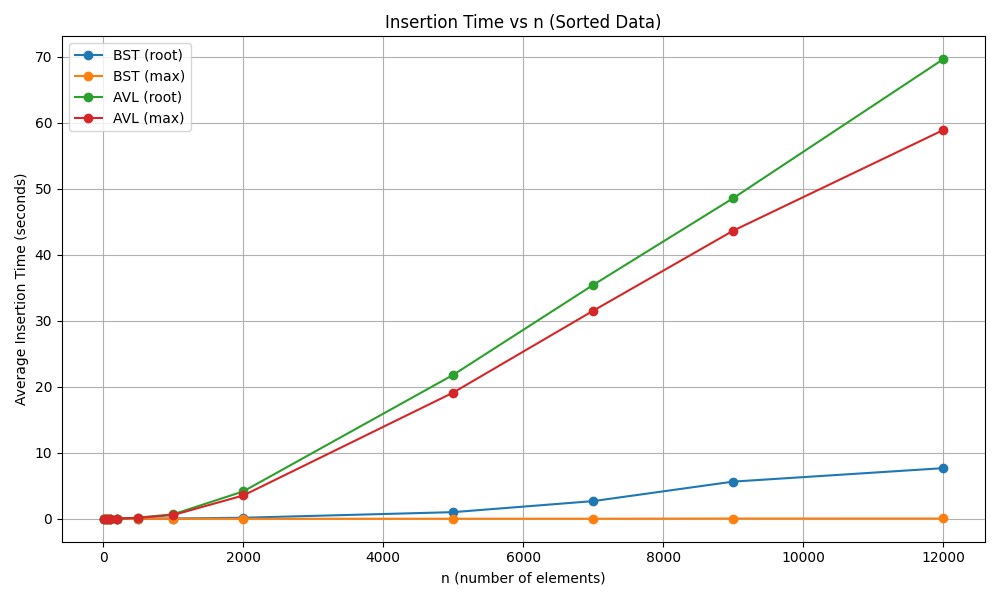 Insertion Time vs n (Sorted Data)
BST (root)
BST (max)
AVL (root)
AVL (max)
Average Insertion Time (seconds)
70
60
50
40
30
20
10
0
0 2000 4000 6000 8000 10000 12000
n (number of elements)